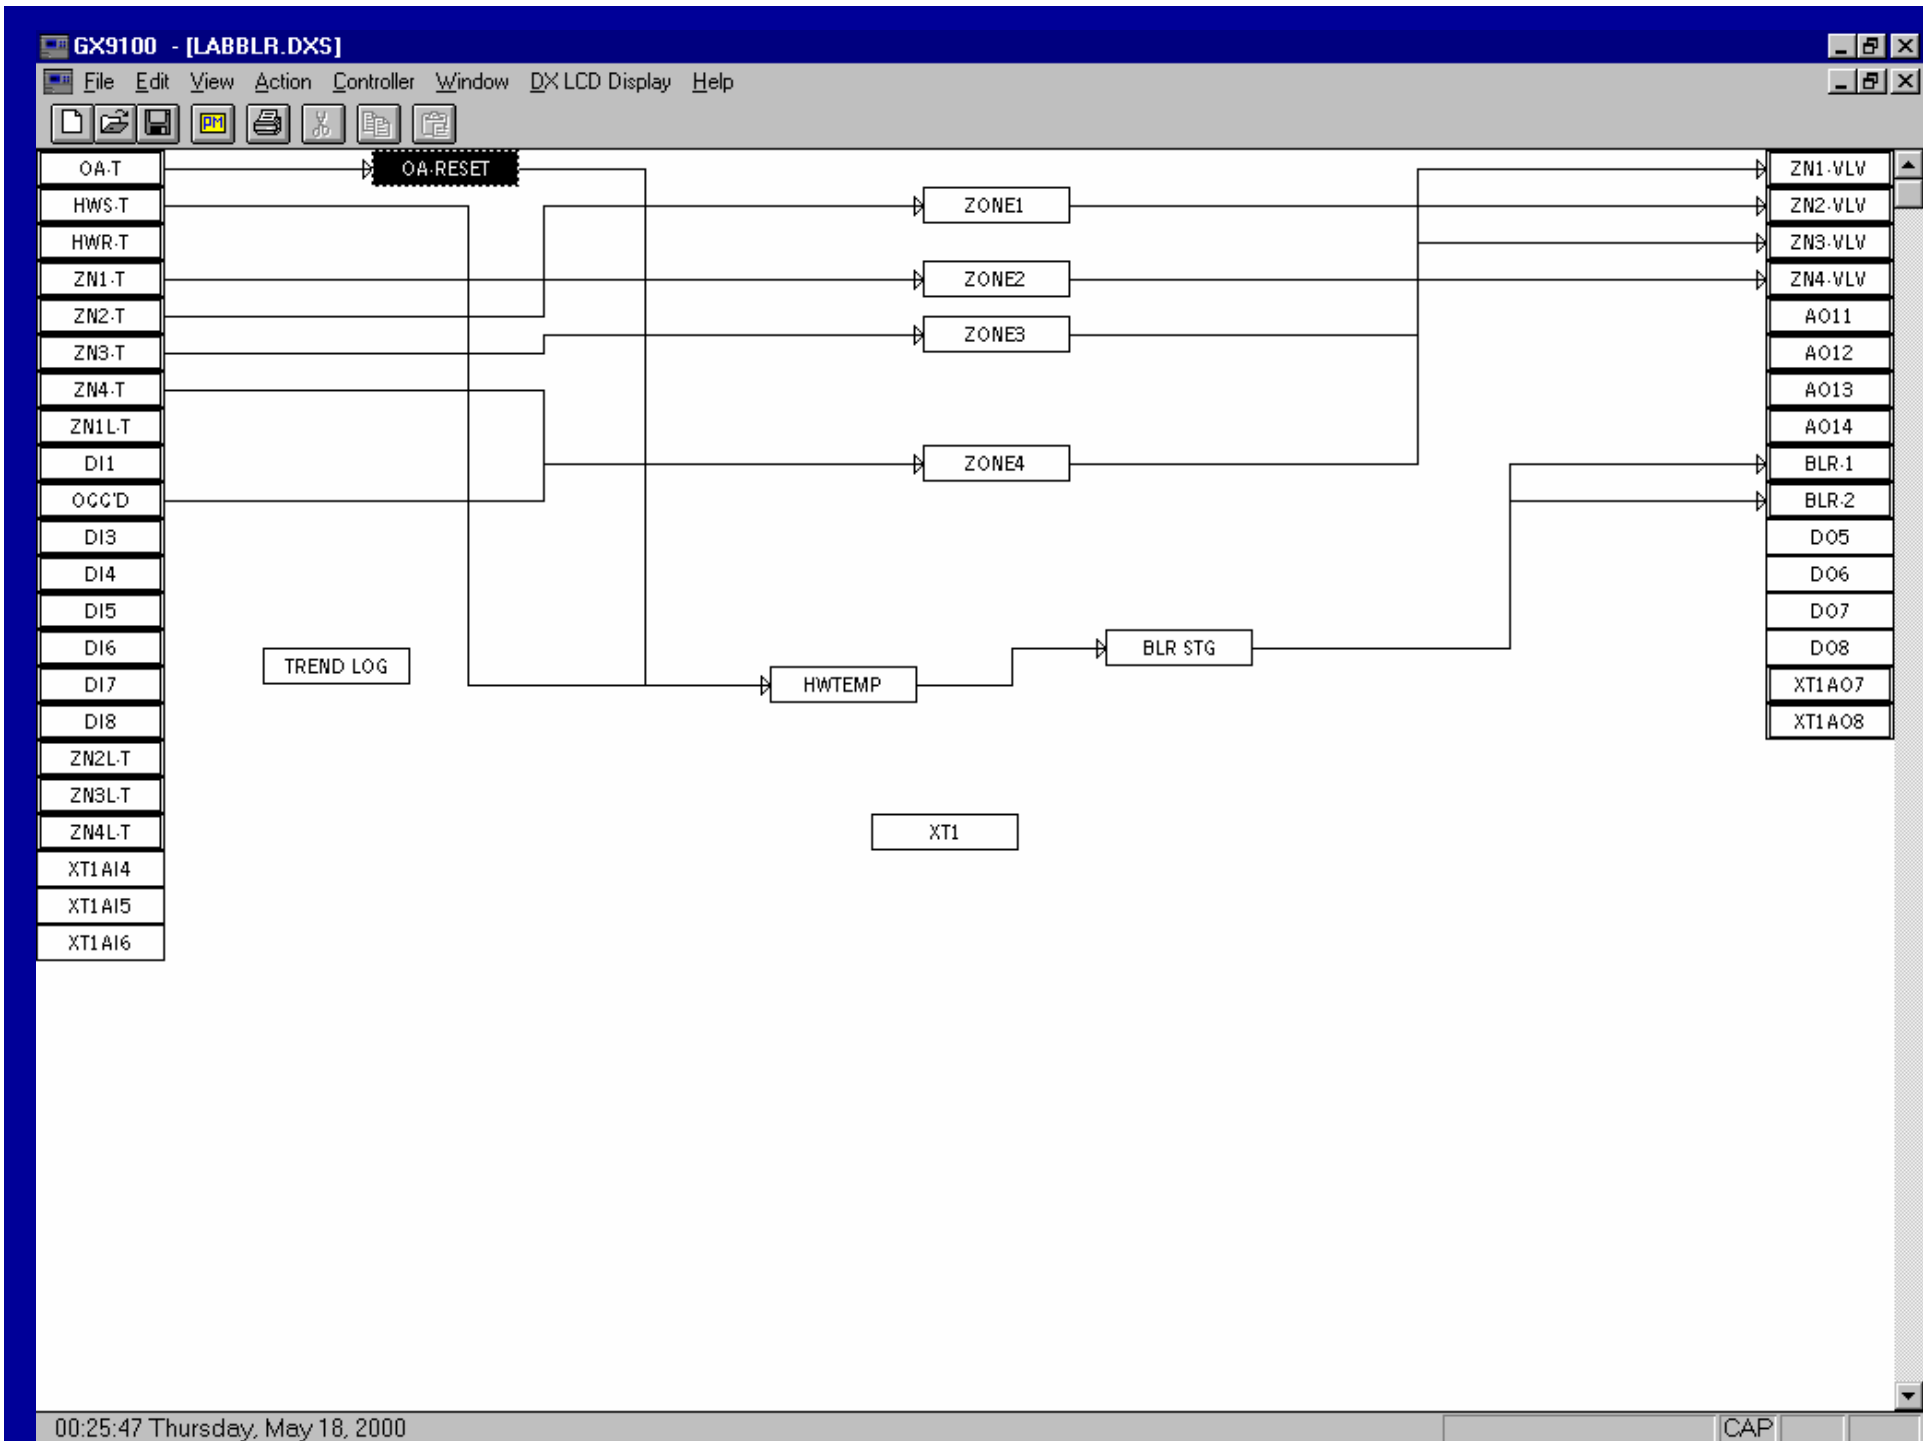 GX9100 - [LABBLR.DXS]
File Edit View Action Controller Window DX LCD Display Help
PM
OA-T
HWS-T
HWR-T
ZN1-T
ZN2-T
ZN3-T
ZN4-T
ZN1L-T
DI1
OCC'D
DI3
DI4
DI5
DI6
DI7
DI8
ZN2L-T
ZN3L-T
ZN4L-T
XT1AI4
XT1AI5
XT1AI6
OA-RESET
TREND LOG
ZONE1
ZONE2
ZONE3
ZONE4
HWTEMP
BLR STG
XT1
ZN1-VLV
ZN2-VLV
ZN3-VLV
ZN4-VLV
AO11
AO12
AO13
AO14
BLR-1
BLR-2
DO5
DO6
DO7
DO8
XT1AO7
XT1AO8
00:25:47 Thursday, May 18, 2000
CAP